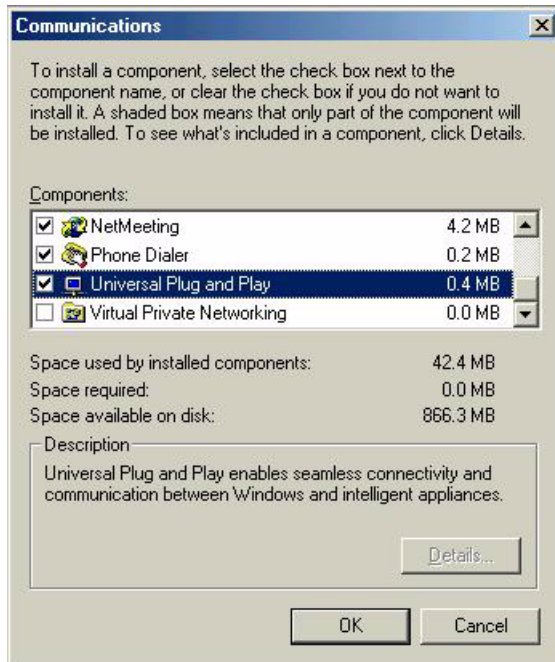 Communications
To install a component, select the check box next to the
component name, or clear the check box if you do not want to
install it. A shaded box means that only part of the component will
be installed. To see what's included in a component, click Details.
Components:
NetMeeting 4.2 MB
Phone Dialer 0.2 MB
Universal Plug and Play 0.4 MB
Virtual Private Networking 0.0 MB
Space used by installed components: 42.4 MB
Space required: 0.0 MB
Space available on disk: 866.3 MB
Description
Universal Plug and Play enables seamless connectivity and
communication between Windows and intelligent appliances.
Details...
OK Cancel